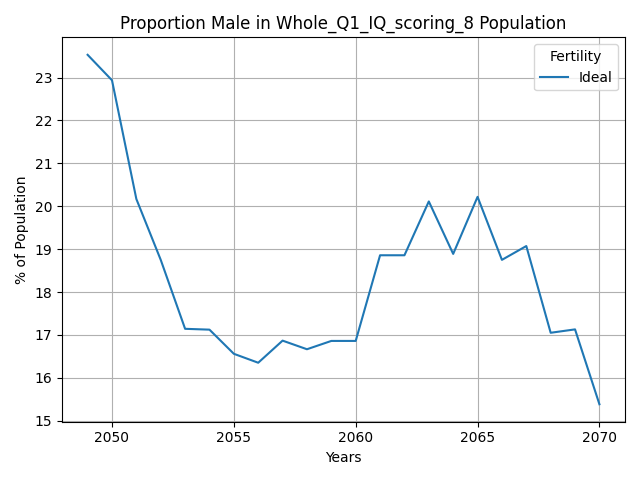 Proportion Male in Whole_Q1_IQ_scoring_8 Population
Fertility
Ideal
% of Population
23
22
21
20
19
18
17
16
15
2050 2055 2060 2065 2070
Years